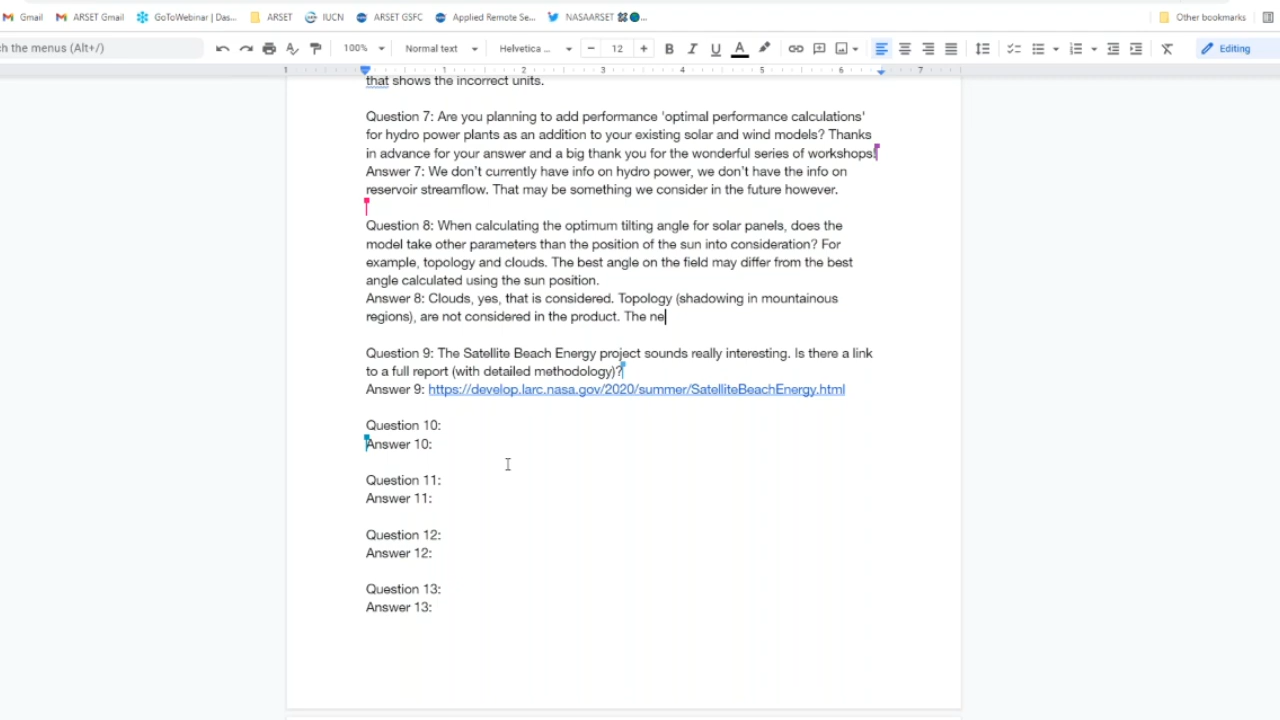 Gmail ARSET Gmail GoToWebinar | Das... ARSET IUCN ARSET GSFC Applied Remote Se... NASAARSET Other bookmarks
ch the menus (Alt+/) 100% Normal text Helvetica ... 12 B I U A Editing
1 1 2 3 4 5 6 7
that shows the incorrect units.
Question 7: Are you planning to add performance 'optimal performance calculations'
for hydro power plants as an addition to your existing solar and wind models? Thanks
in advance for your answer and a big thank you for the wonderful series of workshops!
Answer 7: We don't currently have info on hydro power, we don't have the info on
reservoir streamflow. That may be something we consider in the future however.
Question 8: When calculating the optimum tilting angle for solar panels, does the
model take other parameters than the position of the sun into consideration? For
example, topology and clouds. The best angle on the field may differ from the best
angle calculated using the sun position.
Answer 8: Clouds, yes, that is considered. Topology (shadowing in mountainous
regions), are not considered in the product. The ne
Question 9: The Satellite Beach Energy project sounds really interesting. Is there a link
to a full report (with detailed methodology)?
Answer 9: https://develop.larc.nasa.gov/2020/summer/SatelliteBeachEnergy.html
Question 10:
Answer 10:
Question 11:
Answer 11:
Question 12:
Answer 12:
Question 13:
Answer 13: